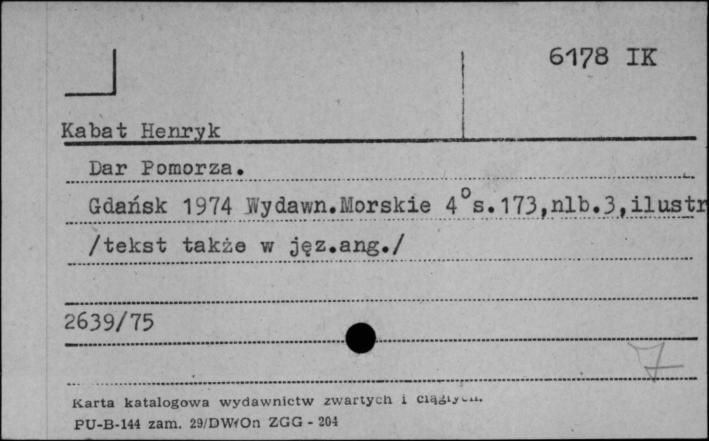 6178 IK
Kabat Henryk
Dar Pomorza.
Gdańsk 1974 Wydawn.Morskie 4°s.173,nlb.3,ilustr
/tekst także w jęz.ang./
2639/75
7
Karta katalogowa wydawnictw zwartych i ciągłych.
PU-B-144 zam. 29/DWfOn ZGG - 204